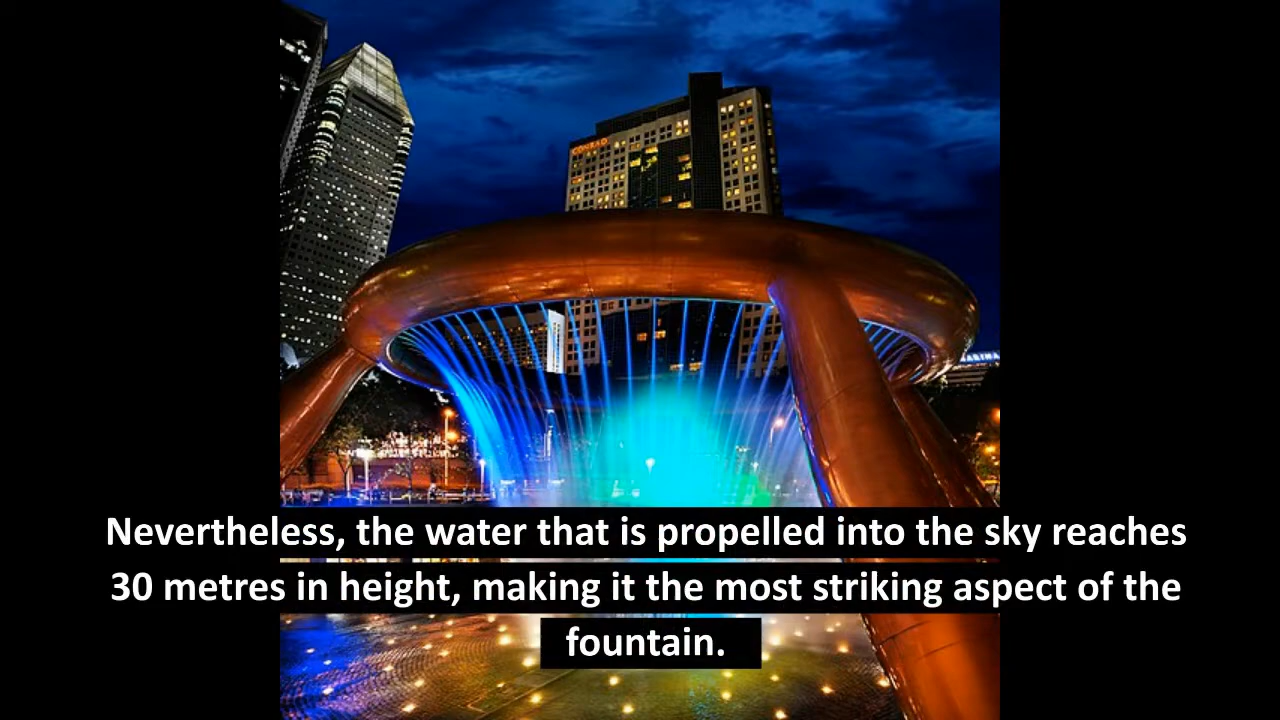 CONRAD
Nevertheless, the water that is propelled into the sky reaches
30 metres in height, making it the most striking aspect of the
fountain.